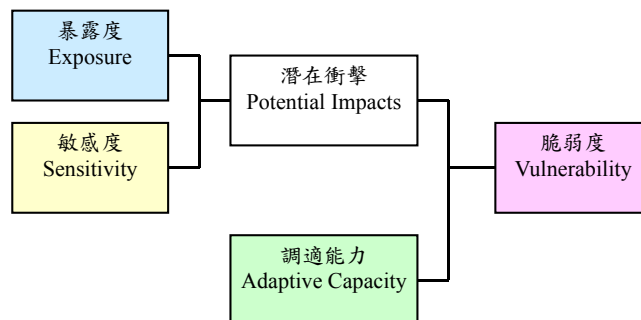 暴露度
Exposure
敏感度
Sensitivity
潛在衝擊
Potential Impacts
調適能力
Adaptive Capacity
脆弱度
Vulnerability